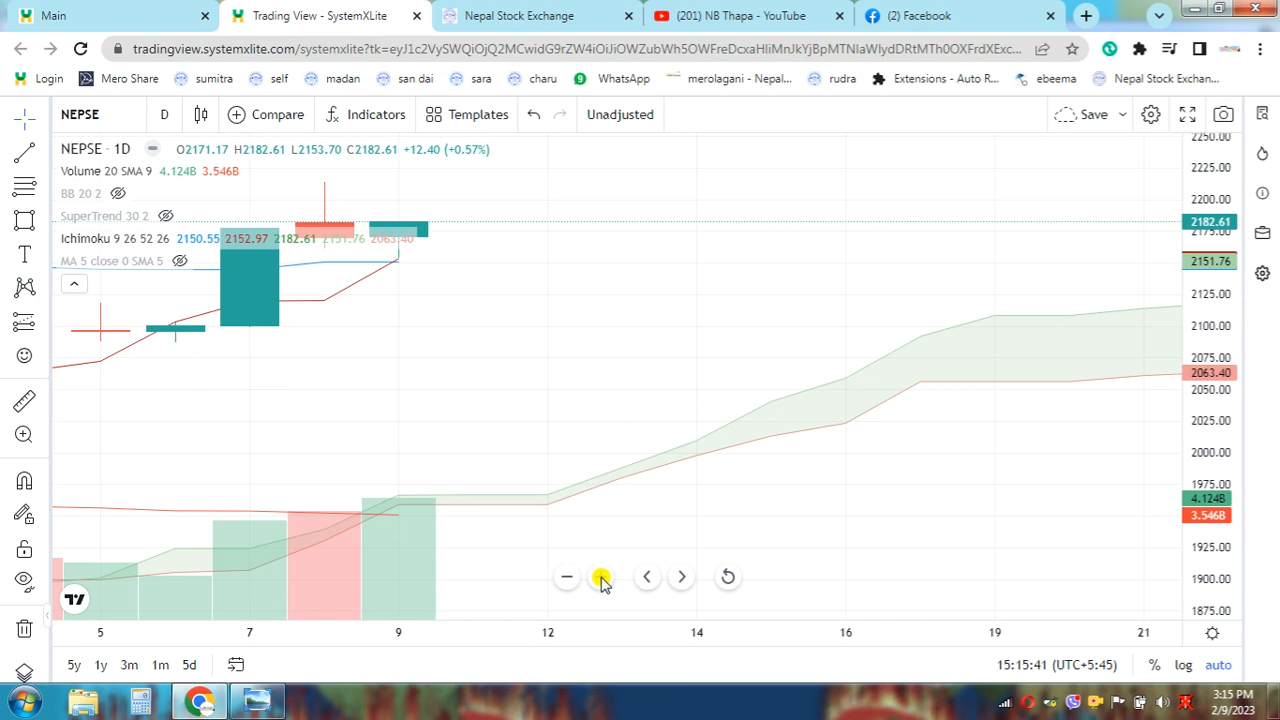 Main
Trading View - SystemXLite
Nepal Stock Exchange
(201) NB Thapa - YouTube
(2) Facebook
tradingview.systemxlite/systemxlite?tk=
Login
Mero Share
sumitra
self
madan
san dai
sara
charu
9
WhatsApp
merolagani - Nepal...
rudra
Extensions - Auto R...
ebeema
Nepal Stock Exchan...
NEPSE
D
Compare
Indicators
Templates
Unadjusted
Save
NEPSE · 1D
O2171.17 H2182.61 L2153.70 C2182.61 +12.40 (+0.57%)
Volume 20 SMA 9 4.124B 3.546B
BB 20 2
SuperTrend 30 2
Ichimoku 9 26 52 26 2150.55 2152.97 2182.61 2151.76 2063.40
MA 5 close 0 SMA 5
2250.00
2225.00
2200.00
2182.61
2175.00
2151.76
2125.00
2100.00
2075.00
2063.40
2050.00
2025.00
2000.00
1975.00
4.124B
3.546B
1925.00
1900.00
1875.00
5
7
9
12
14
16
19
21
5y
1y
3m
1m
5d
15:15:41 (UTC+5:45)
%
log
auto
3:15 PM
2/9/2023